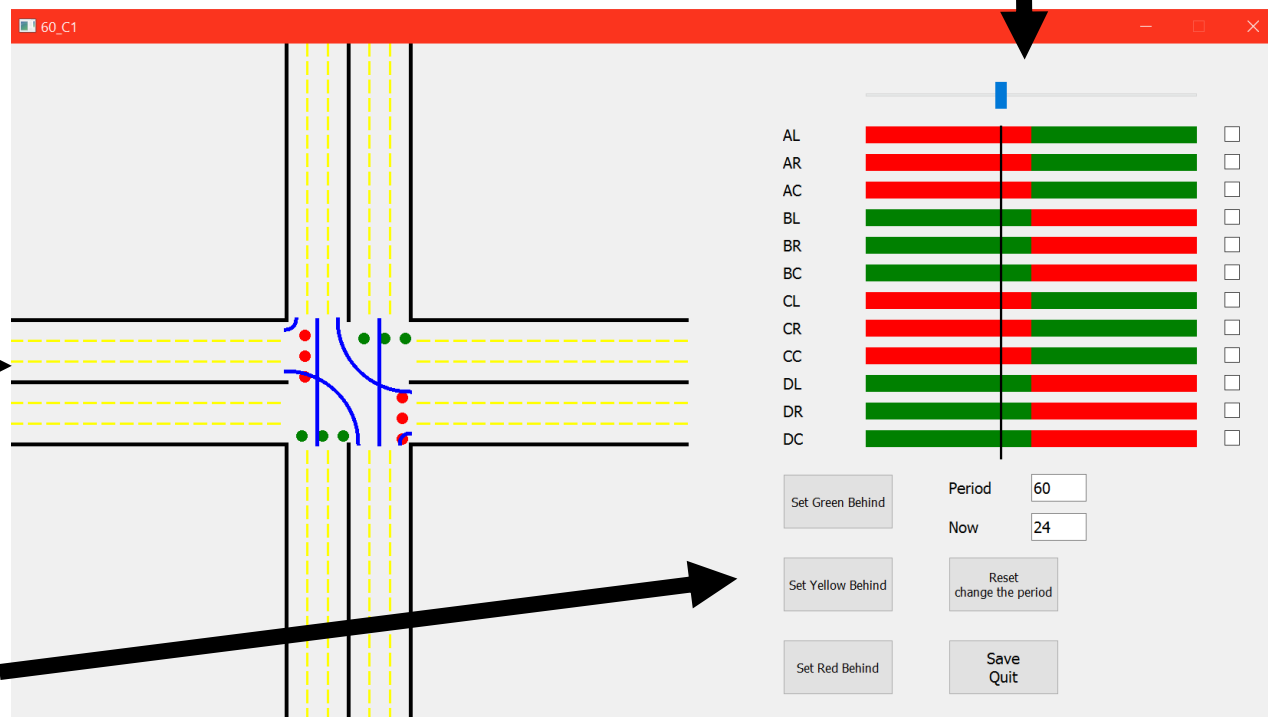 60_C1
AL
AR
AC
BL
BR
BC
CL
CR
CC
DL
DR
DC
Set Green Behind
Period 60
Now 24
Set Yellow Behind
Reset
change the period
Set Red Behind
Save
Quit